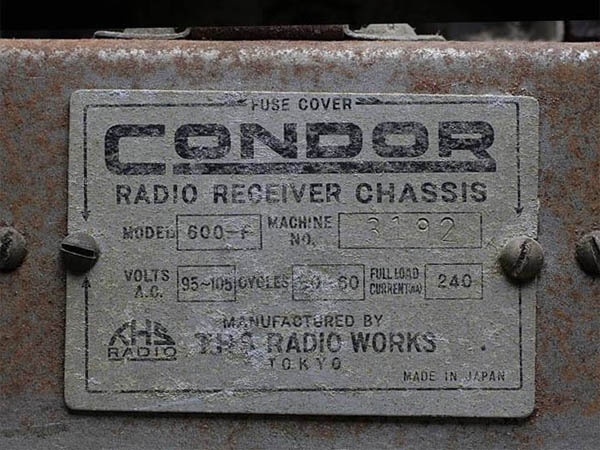 FUSE COVER
CONDOR
RADIO RECEIVER CHASSIS
MODEL 600-F MACHINE NO. 3192
VOLTS A.C. 95~105 CYCLES 50-60 FULL LOAD CURRENT(MA) 240
MANUFACTURED BY
RADIO RADIO WORKS
TOKYO
MADE IN JAPAN